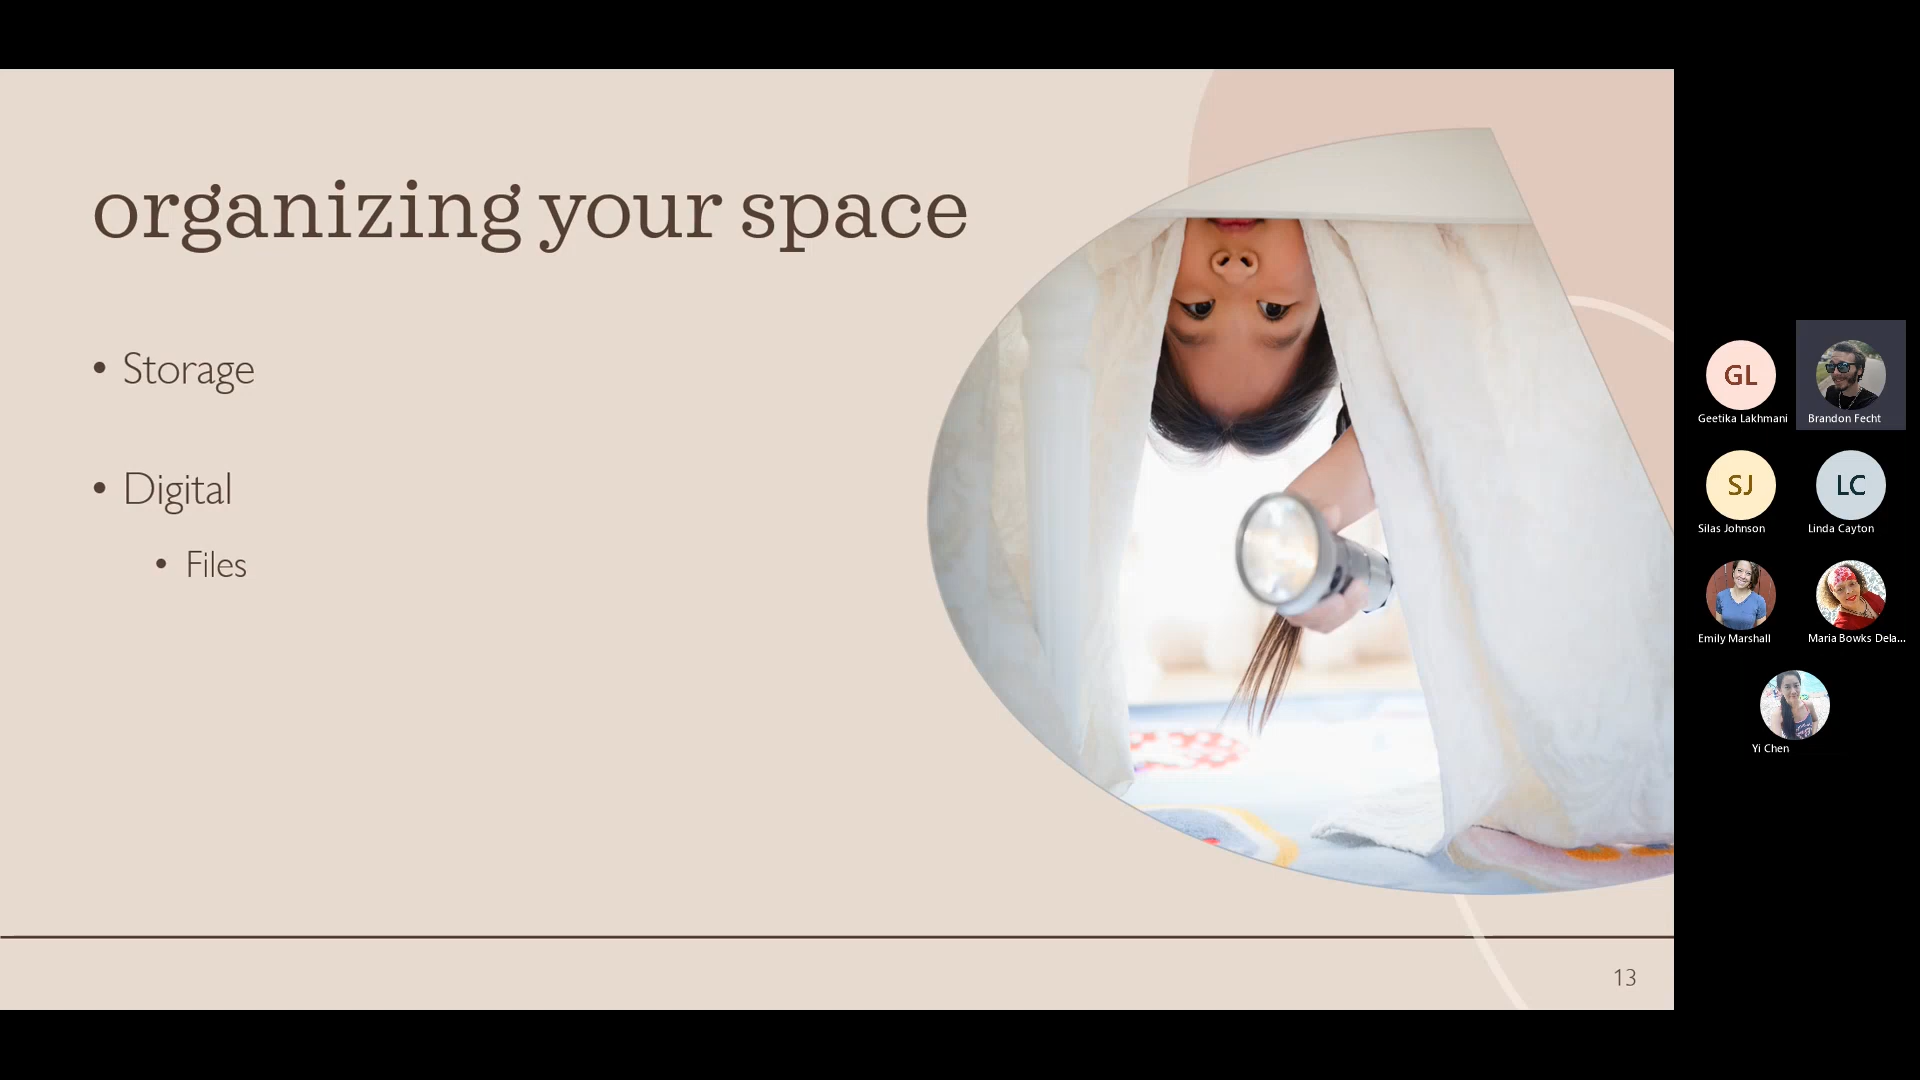 organizing your space
• Storage
• Digital
• Files
13
GL
Geetika Lakhmani
Brandon Fecht
SJ
Silas Johnson
LC
Linda Cayton
Emily Marshall
Maria Bowks Dela...
Yi Chen